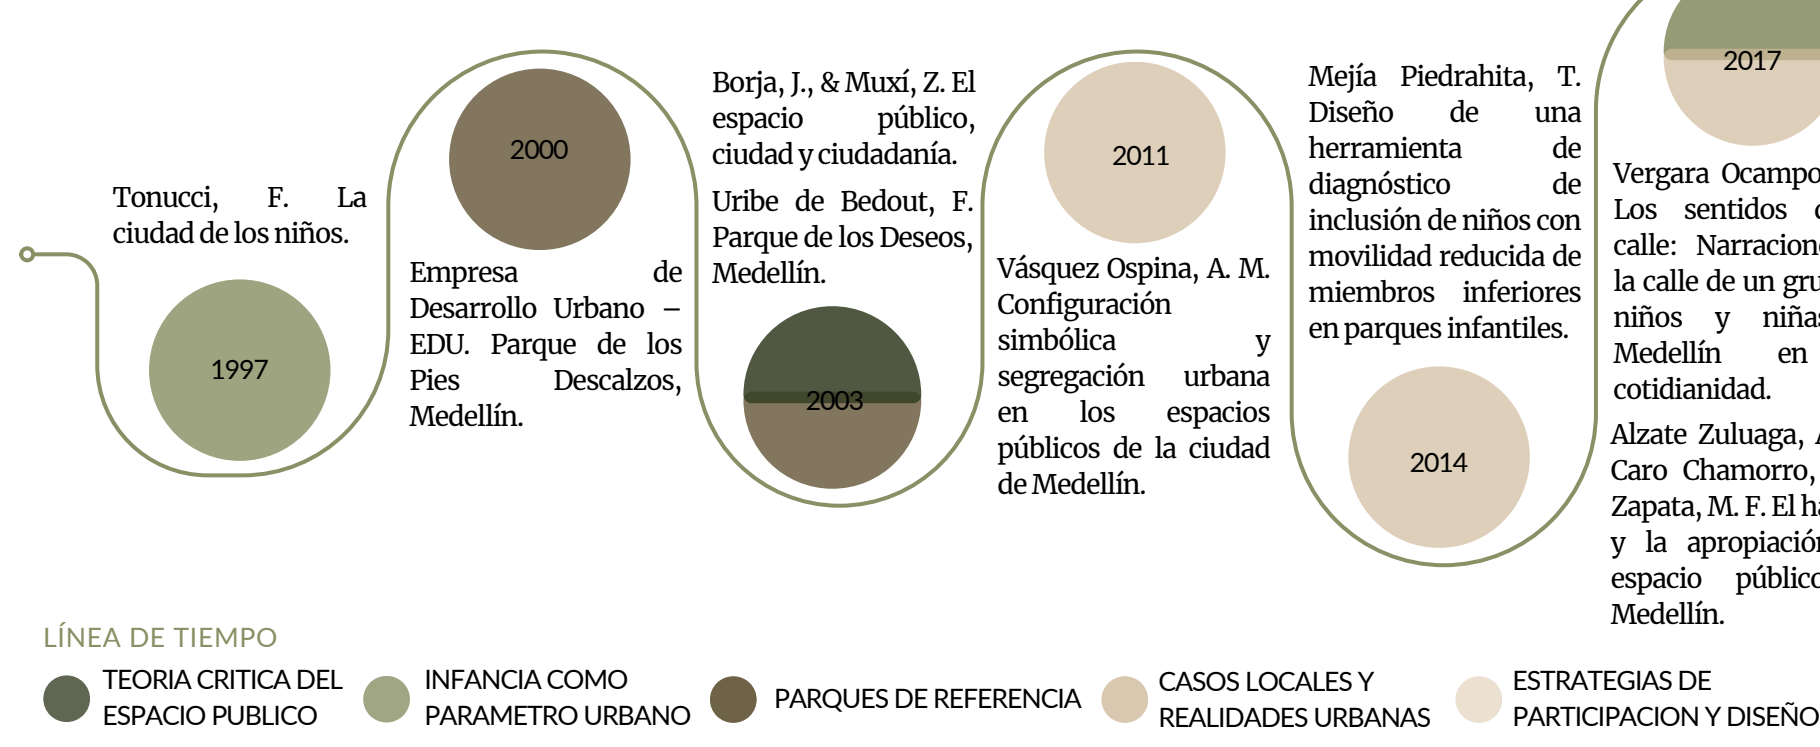 Tonucci, F. La
ciudad de los niños.
1997
2000
Empresa de
Desarrollo Urbano –
EDU. Parque de los
Pies Descalzos,
Medellín.
Borja, J., & Muxí, Z. El
espacio público,
ciudad y ciudadanía.
Uribe de Bedout, F.
Parque de los Deseos,
Medellín.
2003
2011
Vásquez Ospina, A. M.
Configuración
simbólica y
segregación urbana
en los espacios
públicos de la ciudad
de Medellín.
Mejía Piedrahita, T.
Diseño de una
herramienta de
diagnóstico de
inclusión de niños con
movilidad reducida de
miembros inferiores
en parques infantiles.
2014
2017
Vergara Ocampo
Los sentidos
calle:
la calle de un
niños y
Medellín en
cotidianidad.
Alzate Zuluaga,
Caro Chamorro,
Zapata, M. F. El
y la
espacio
Medellín.
LÍNEA DE TIEMPO
TEORIA CRITICA DEL
ESPACIO PUBLICO
INFANCIA COMO
PARAMETRO URBANO
PARQUES DE REFERENCIA
CASOS LOCALES Y
REALIDADES URBANAS
ESTRATEGIAS DE
PARTICIPACION Y DISEÑO